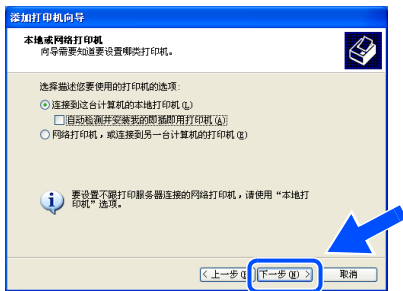 添加打印机向导
本地或网络打印机
向导需要知道要设置哪类打印机。
选择描述您要使用的打印机的选项:
连接到这台计算机的本地打印机(L)
自动检测并安装我的即插即用打印机(A)
网络打印机，或连接到另一台计算机的打印机(E)
要设置不跟打印服务器连接的网络打印机，请使用“本地打
印机”选项。
<上一步(B) 下一步(N) > 取消